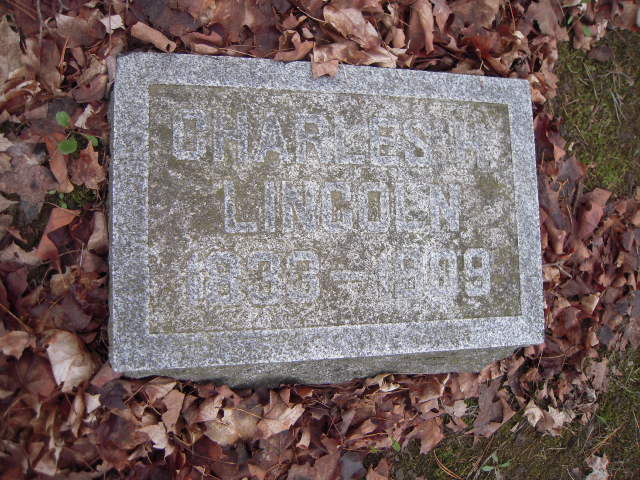 CHARLES H.
LINCOLN
1833-1909